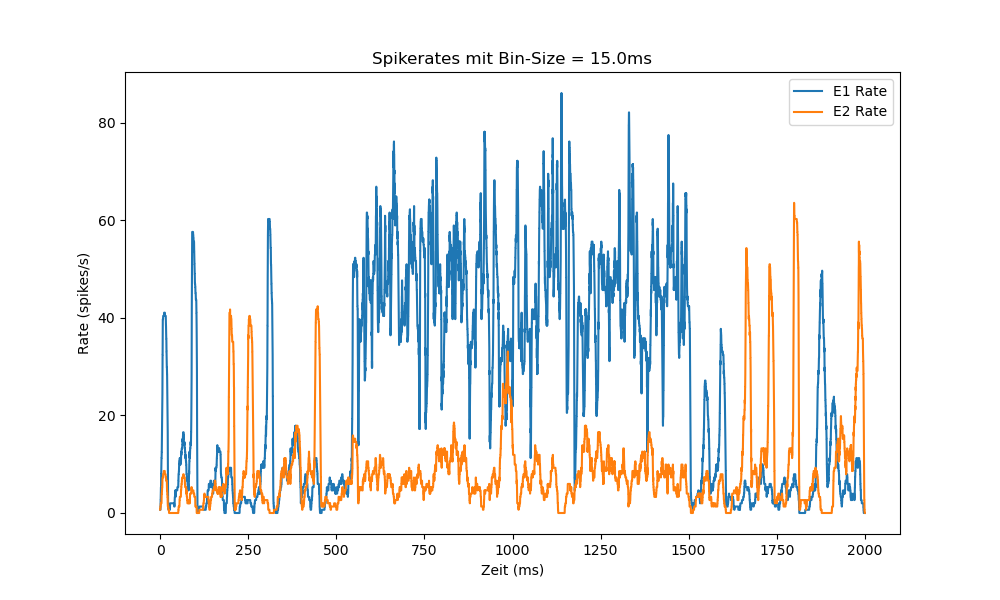 Spikerates mit Bin-Size = 15.0ms
E1 Rate
E2 Rate
Rate (spikes/s)
80
60
40
20
0
0 250 500 750 1000 1250 1500 1750 2000
Zeit (ms)